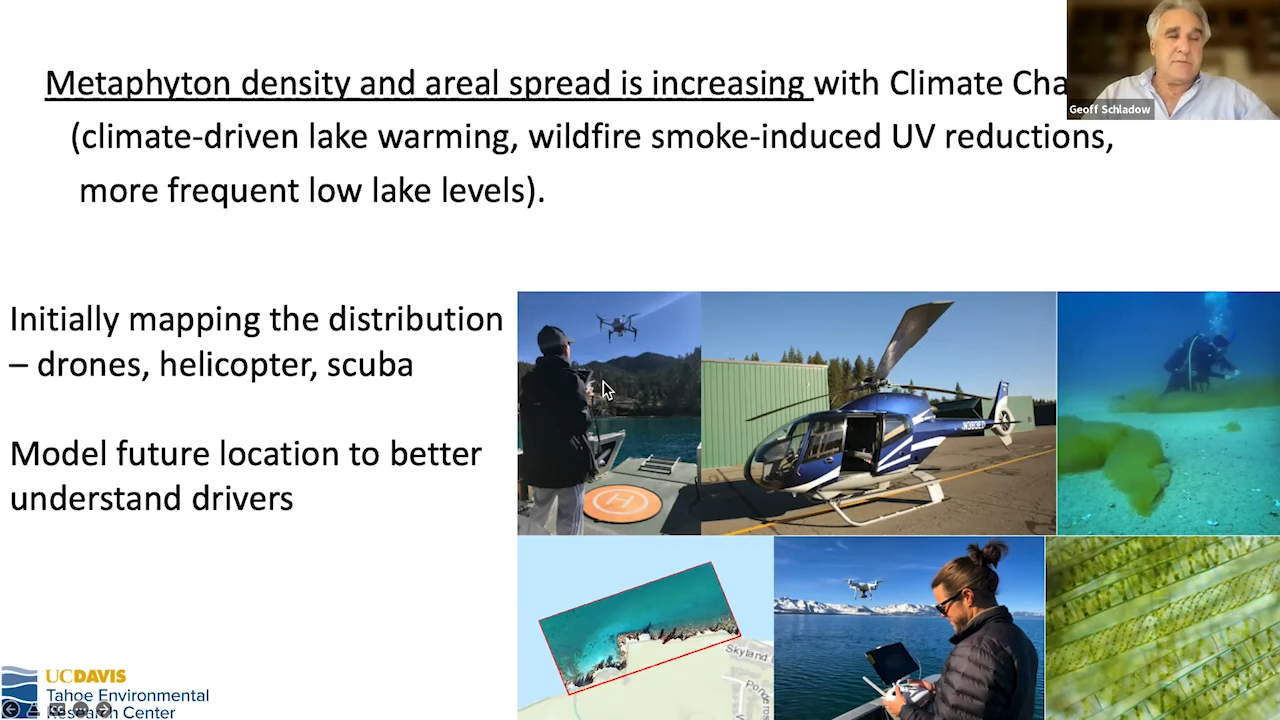 Metaphyton density and areal spread is increasing with Climate Cha
Geoff Schladow
(climate-driven lake warming, wildfire smoke-induced UV reductions,
more frequent low lake levels).
Initially mapping the distribution
– drones, helicopter, scuba
Model future location to better
understand drivers
H
Skyland
UCDAVIS
Tahoe Environmental
Research Center